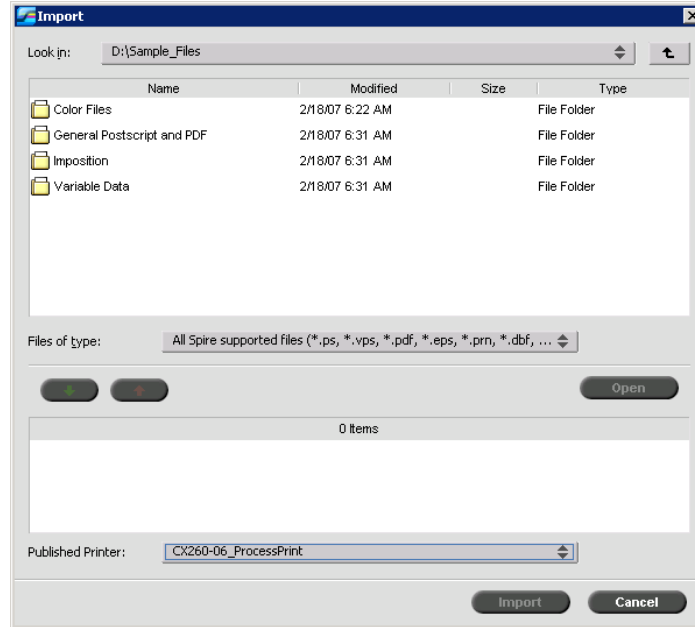 Import
Look in: D:\Sample_Files
Name Modified Size Type
Color Files 2/18/07 6:22 AM File Folder
General Postscript and PDF 2/18/07 6:31 AM File Folder
Imposition 2/18/07 6:31 AM File Folder
Variable Data 2/18/07 6:31 AM File Folder
Files of type: All Spire supported files (*.ps, *.vps, *.pdf, *.eps, *.prn, *.dbf, ...
Open
0 Items
Published Printer: CX260-06_ProcessPrint
Import Cancel